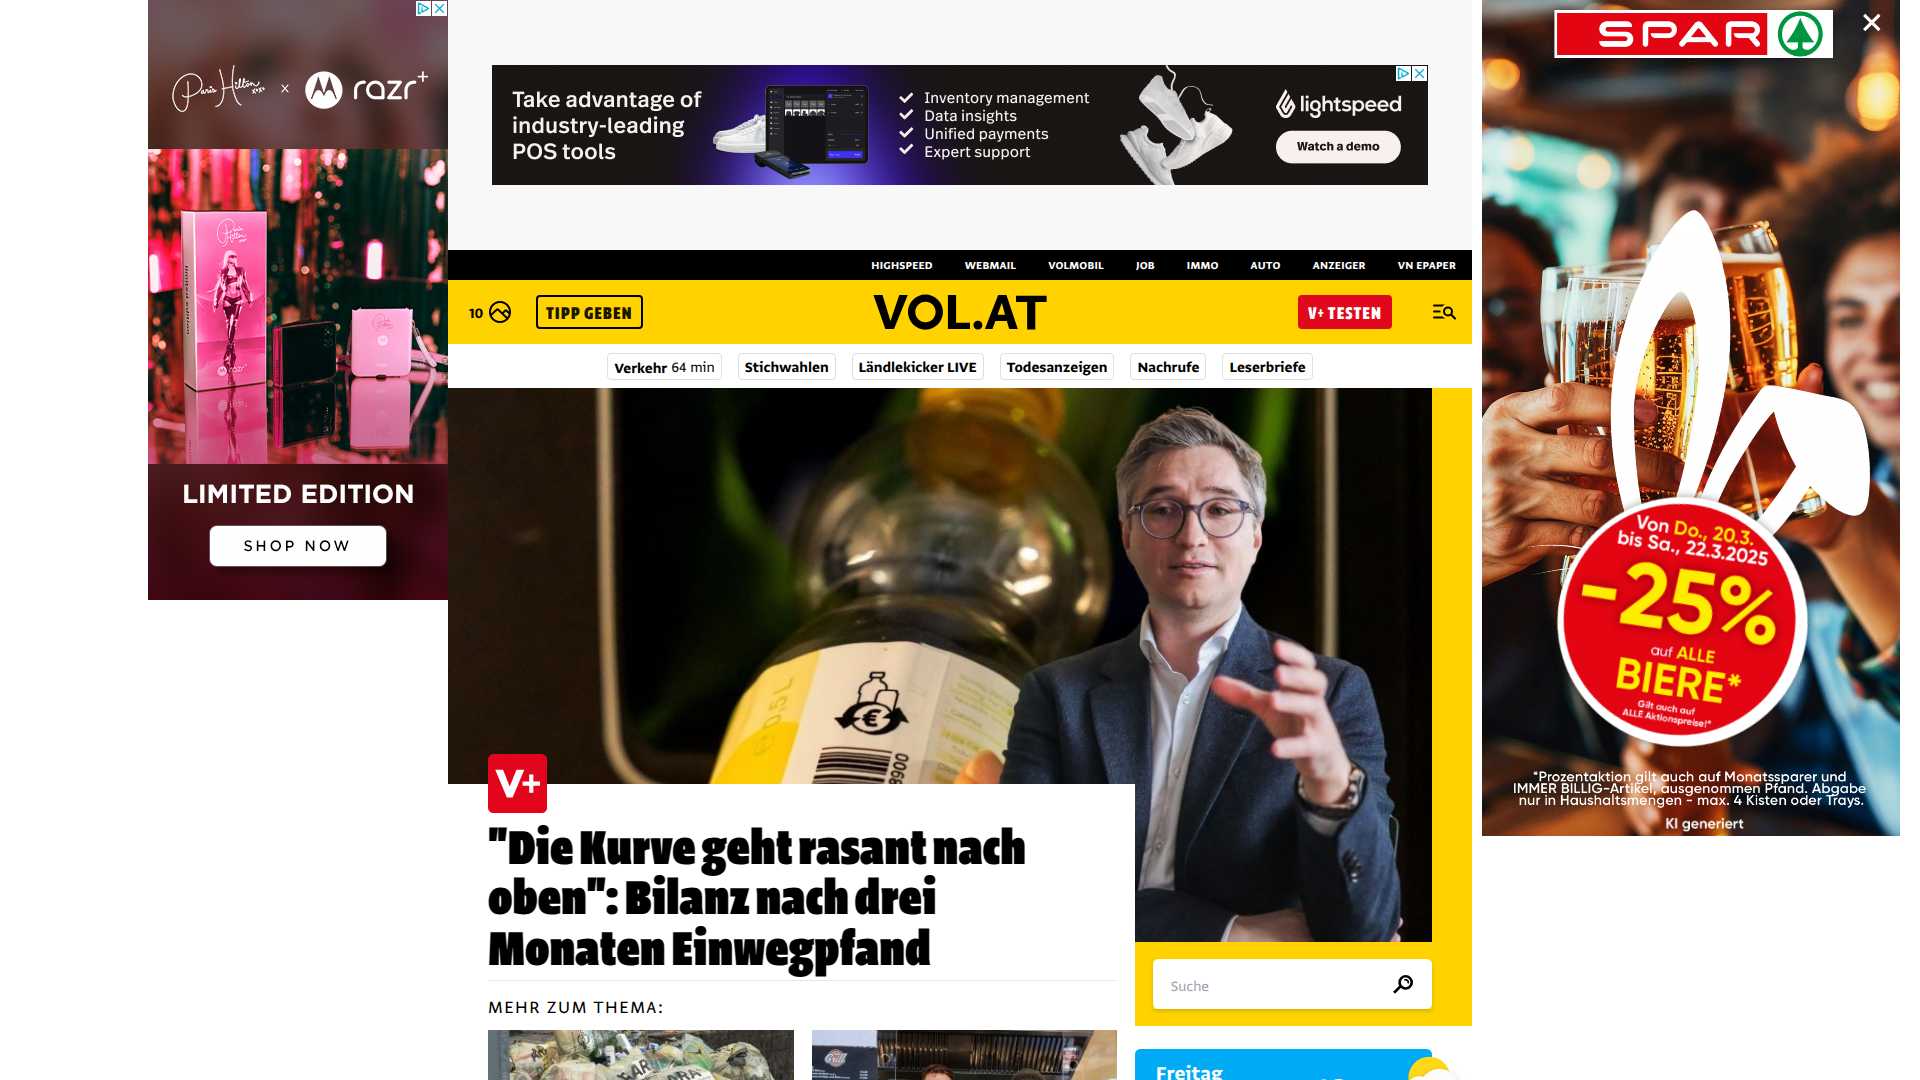 Paris Hilton × razr+
LIMITED EDITION
SHOP NOW
Take advantage of
industry-leading
POS tools
Inventory management
Data insights
Unified payments
Expert support
lightspeed
Watch a demo
HIGHSPEED WEBMAIL VOLMOBIL JOB IMMO AUTO ANZEIGER VN EPAPER
10 TIPP GEBEN VOL.AT V+ TESTEN
Verkehr 64 min Stichwahlen Ländlekicker LIVE Todesanzeigen Nachrufe Leserbriefe
V+
"Die Kurve geht rasant nach
oben": Bilanz nach drei
Monaten Einwegpfand
MEHR ZUM THEMA:
Suche
Freitag
SPAR
Von Do., 20.3.
bis Sa., 22.3.2025
-25%
auf ALLE
BIERE*
Gilt auch auf
ALLE Aktionspreise!*
*Prozentaktion gilt auch auf Monatssparer und
IMMER BILLIG-Artikel, ausgenommen Pfand. Abgabe
nur in Haushaltsmengen - max. 4 Kisten oder Trays.
KI generiert